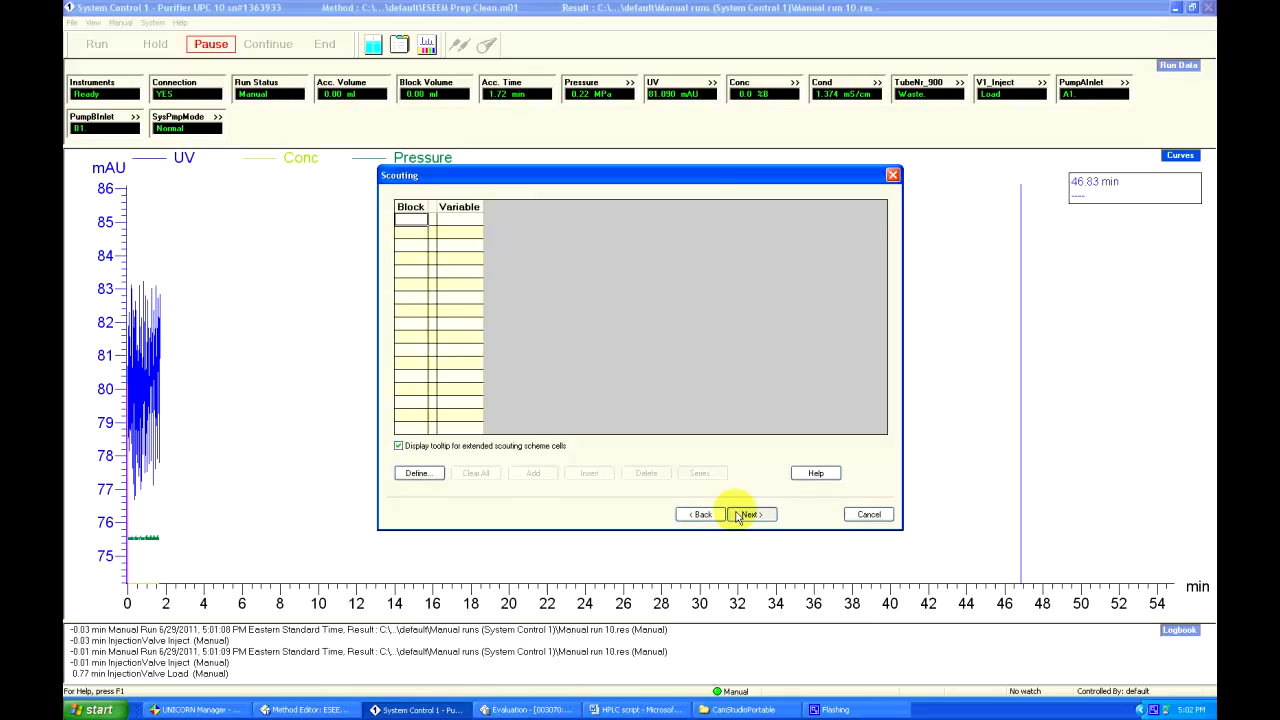 System Control 1 - Purifier UPC 10 sn#1363933 Method : C:\...\default\ESEEM Prep Clean.m01 Result : C:\...\default\Manual runs (System Control 1)\Manual run 10.res -
File View Manual System Help
Run Hold Pause Continue End
Run Data
Instruments Connection Run Status Acc. Volume Block Volume Acc. Time Pressure >> UV >> Conc >> Cond >> TubeNr_900 >> V1_Inject >> PumpAInlet >>
Ready YES Manual 0.00 ml 0.00 ml 1.72 min 0.22 MPa 81.090 mAU 0.0 %B 1.374 mS/cm Waste. Load A1.
PumpBInlet >> SysPmpMode >>
B1. Normal
UV Conc Pressure
Curves
mAU
46.83 min
----
86
85
84
83
82
81
80
79
78
77
76
75
0 2 4 6 8 10 12 14 16 18 20 22 24 26 28 30 32 34 36 38 40 42 44 46 48 50 52 54
min
Scouting
Block Variable
Display tooltip for extended scouting scheme cells
Define... Clear All Add Insert Delete Series... Help
< Back Next > Cancel
-0.03 min Manual Run 6/29/2011, 5:01:08 PM Eastern Standard Time, Result : C:\...\default\Manual runs (System Control 1)\Manual run 10.res (Manual)
-0.03 min InjectionValve Inject (Manual)
-0.01 min Manual Run 6/29/2011, 5:01:09 PM Eastern Standard Time, Result : C:\...\default\Manual runs (System Control 1)\Manual run 10.res (Manual)
-0.01 min InjectionValve Inject (Manual)
0.77 min InjectionValve Load (Manual)
Logbook
For Help, press F1 Manual No watch Controlled By: default
start UNICORN Manager - ... Method Editor: ESEE... System Control 1 - Pu... Evaluation - [003070:... HPLC script - Microsof... CamStudioPortable Flashing 5:02 PM